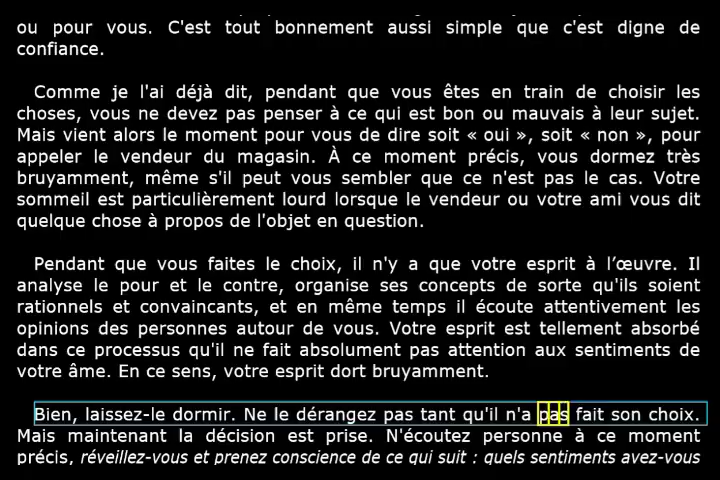 ou pour vous. C'est tout bonnement aussi simple que c'est digne de
confiance.
Comme je l'ai déjà dit, pendant que vous êtes en train de choisir les
choses, vous ne devez pas penser à ce qui est bon ou mauvais à leur sujet.
Mais vient alors le moment pour vous de dire soit « oui », soit « non », pour
appeler le vendeur du magasin. À ce moment précis, vous dormez très
bruyamment, même s'il peut vous sembler que ce n'est pas le cas. Votre
sommeil est particulièrement lourd lorsque le vendeur ou votre ami vous dit
quelque chose à propos de l'objet en question.
Pendant que vous faites le choix, il n'y a que votre esprit à l’œuvre. Il
analyse le pour et le contre, organise ses concepts de sorte qu'ils soient
rationnels et convaincants, et en même temps il écoute attentivement les
opinions des personnes autour de vous. Votre esprit est tellement absorbé
dans ce processus qu'il ne fait absolument pas attention aux sentiments de
votre âme. En ce sens, votre esprit dort bruyamment.
Bien, laissez-le dormir. Ne le dérangez pas tant qu'il n'a pas fait son choix.
Mais maintenant la décision est prise. N'écoutez personne à ce moment
précis, réveillez-vous et prenez conscience de ce qui suit : quels sentiments avez-vous